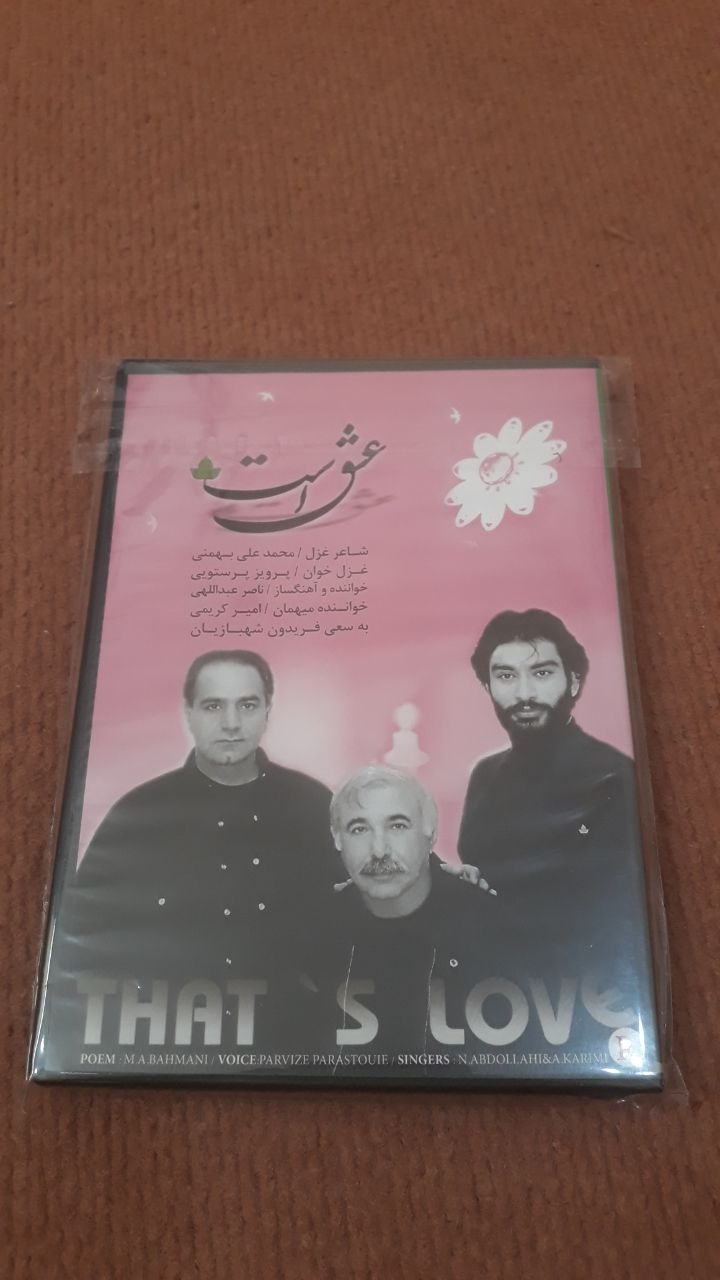 عشق است
شاعر غزل / محمد علی بهمنی
غزل خوان / پرویز پرستویی
خواننده و آهنگساز / ناصر عبداللهی
خواننده میهمان / امیر کریمی
به سعی فریدون شهبازیان
THAT`S LOVE
POEM : M.A.BAHMANI / VOICE:PARVIZE PARASTOUIE / SINGERS : N.ABDOLLAHI&A.KARIMI